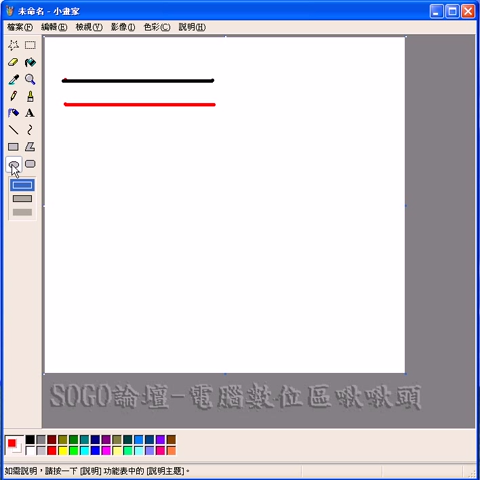 未命名 - 小畫家
檔案(F) 編輯(E) 檢視(V) 影像(I) 色彩(C) 說明(H)
A
SOGO論壇-電腦數位區啾啾頭
如需說明，請按一下 [說明] 功能表中的 [說明主題]。